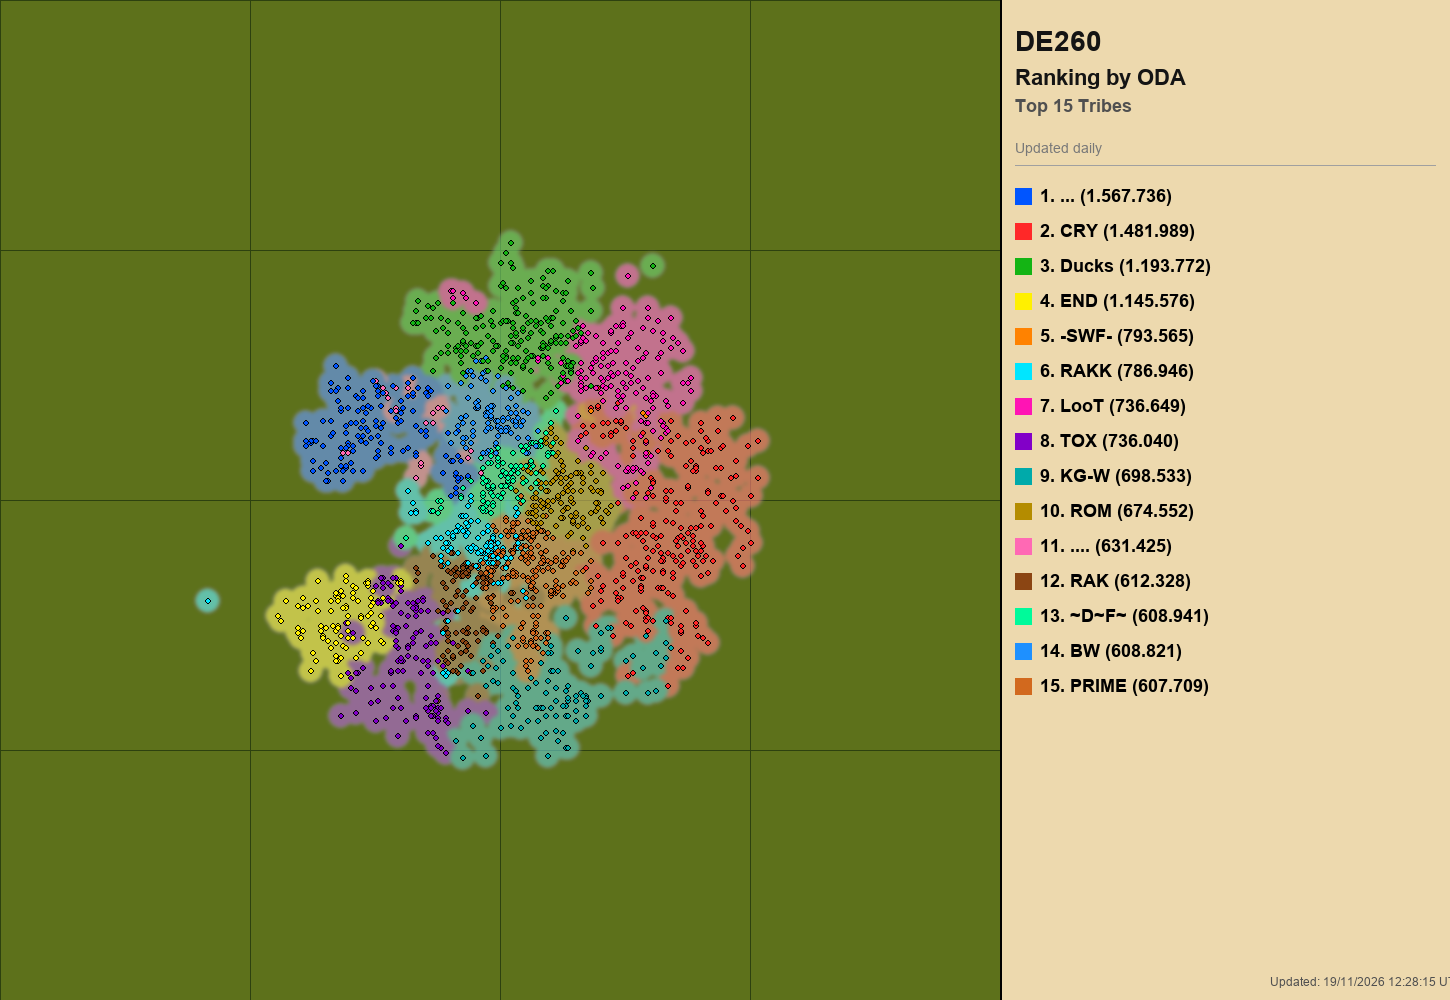 DE260
Ranking by ODA
Top 15 Tribes
Updated daily
1. ... (1.567.736)
2. CRY (1.481.989)
3. Ducks (1.193.772)
4. END (1.145.576)
5. -SWF- (793.565)
6. RAKK (786.946)
7. LooT (736.649)
8. TOX (736.040)
9. KG-W (698.533)
10. ROM (674.552)
11. .... (631.425)
12. RAK (612.328)
13. ~D~F~ (608.941)
14. BW (608.821)
15. PRIME (607.709)
Updated: 19/11/2026 12:28:15